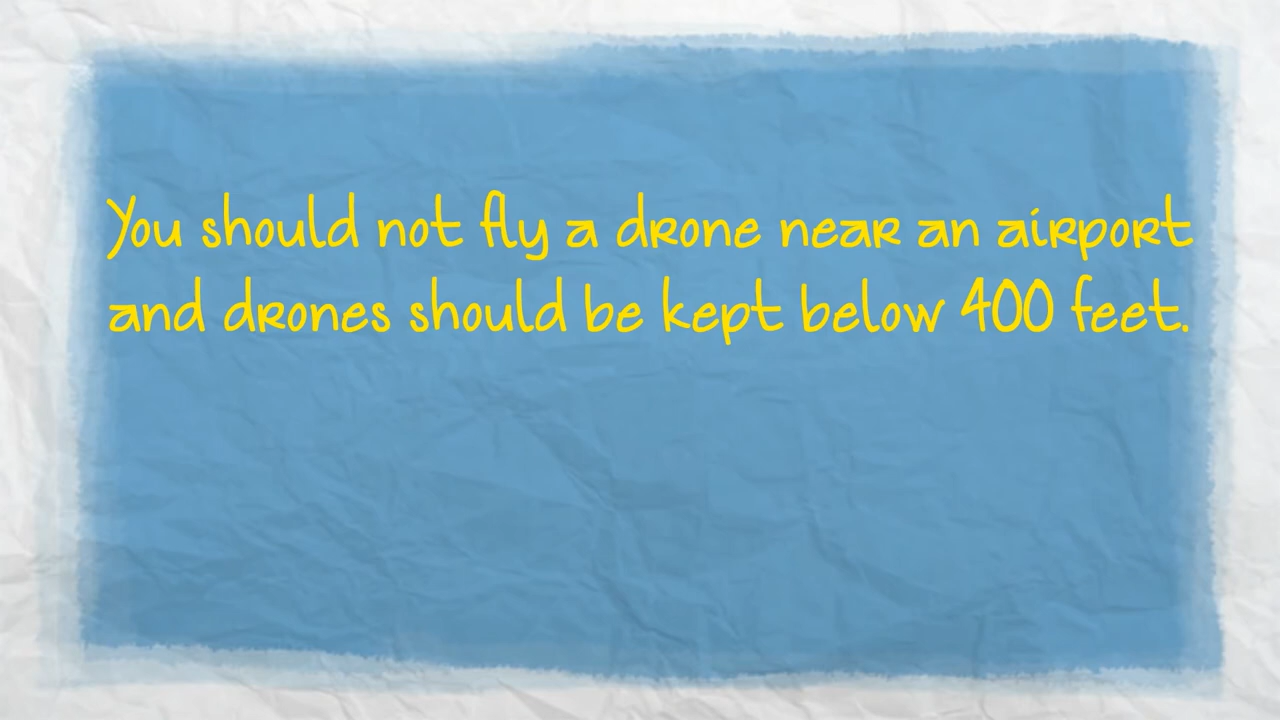 You should not fly a drone near an airport
and drones should be kept below 400 feet.